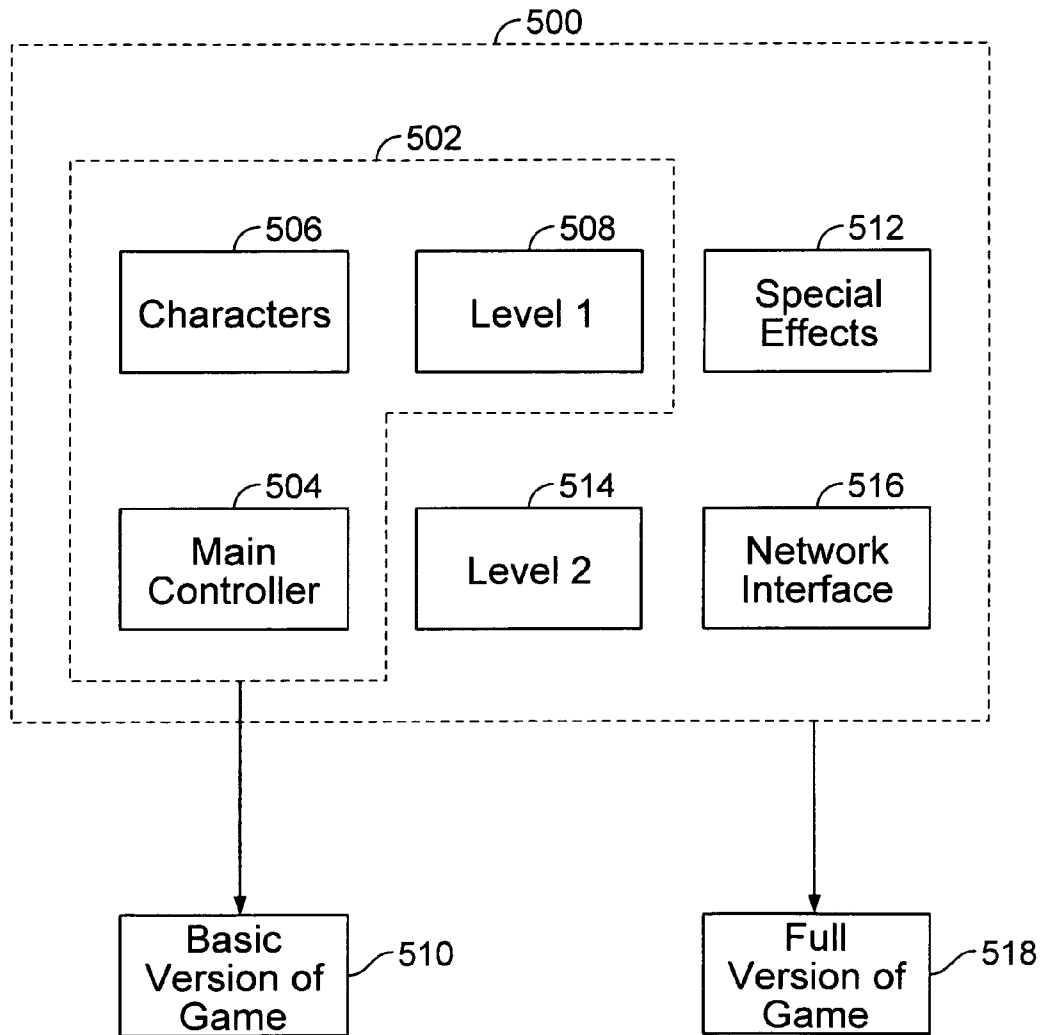 500
502
506
508
512
Characters
Level 1
Special
Effects
504
514
516
Main
Controller
Level 2
Network
Interface
Basic
Version of
Game
510
Full
Version of
Game
518